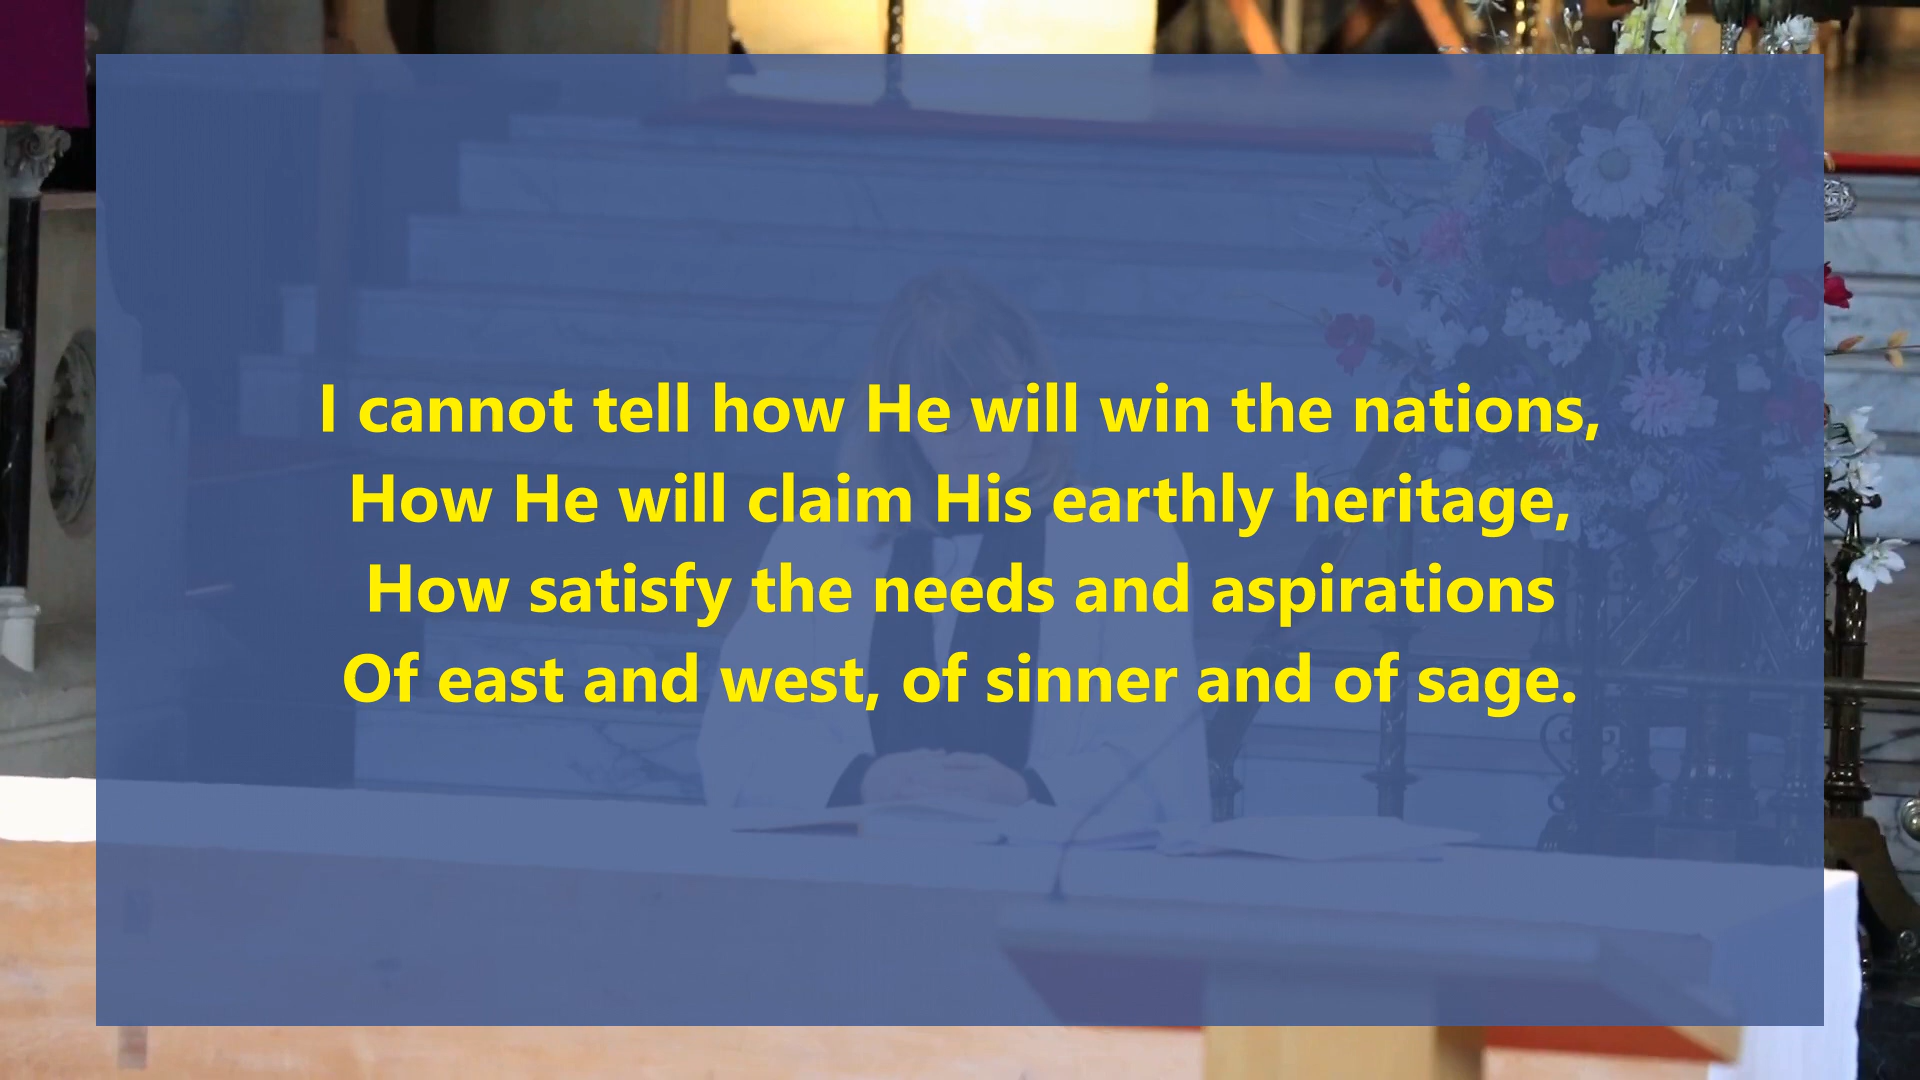 I cannot tell how He will win the nations,
How He will claim His earthly heritage,
How satisfy the needs and aspirations
Of east and west, of sinner and of sage.